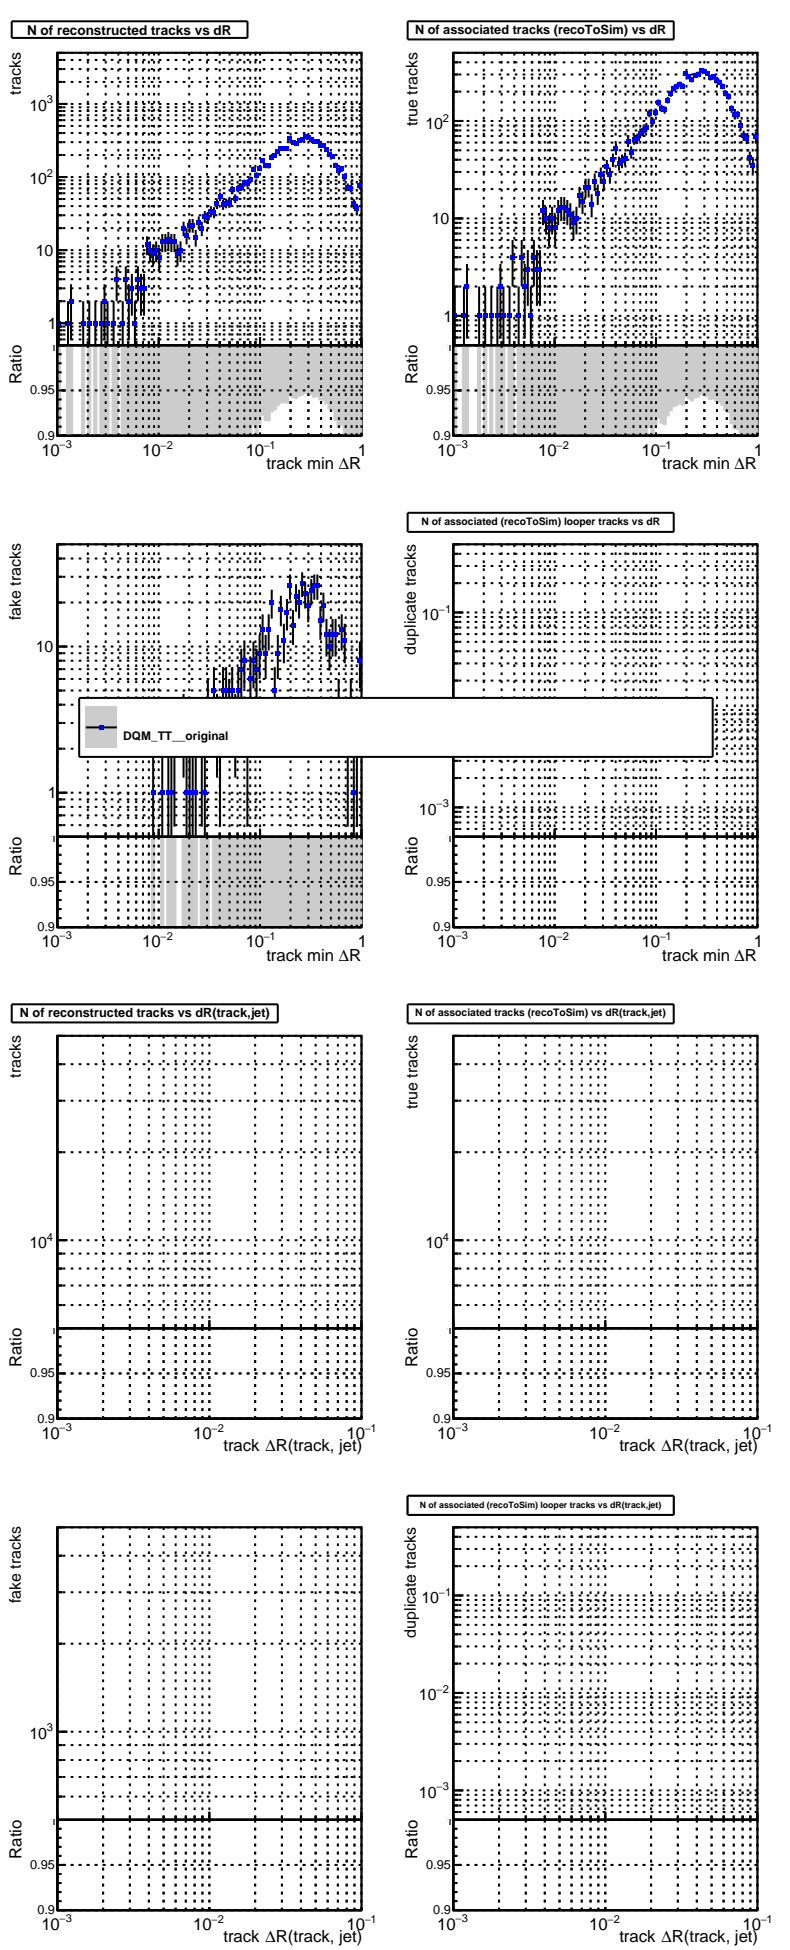 N of reconstructed tracks vs dR
tracks
10³
10²
10
1
Ratio
1
0.95
0.9
10⁻³
10⁻²
10⁻¹
1
track min ΔR
N of associated tracks (recoToSim) vs dR
true tracks
10²
10
1
Ratio
1
0.95
0.9
10⁻³
10⁻²
10⁻¹
1
track min ΔR
fake tracks
10
1
Ratio
1
0.95
0.9
10⁻³
10⁻²
10⁻¹
1
track min ΔR
N of associated (recoToSim) looper tracks vs dR
duplicate tracks
10⁻¹
10⁻³
Ratio
1
0.95
0.9
10⁻³
10⁻²
10⁻¹
1
track min ΔR
DQM_TT__original
N of reconstructed tracks vs dR(track,jet)
tracks
10⁴
Ratio
1
0.95
0.9
10⁻³
10⁻²
10⁻¹
track ΔR(track, jet)
N of associated tracks (recoToSim) vs dR(track,jet)
true tracks
10⁴
Ratio
1
0.95
0.9
10⁻³
10⁻²
10⁻¹
track ΔR(track, jet)
fake tracks
10³
Ratio
1
0.95
0.9
10⁻³
10⁻²
10⁻¹
track ΔR(track, jet)
N of associated (recoToSim) looper tracks vs dR(track,jet)
duplicate tracks
10⁻¹
10⁻²
10⁻³
Ratio
1
0.95
0.9
10⁻³
10⁻²
10⁻¹
track ΔR(track, jet)